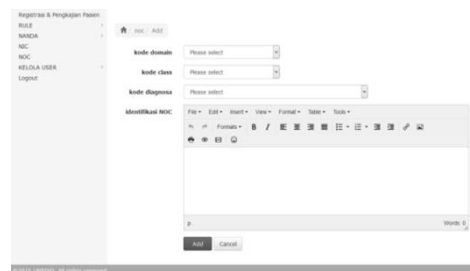 Registrasi & Pengkajian Pasien
RULE
NANDA
NIC
NOC
KELOLA USER
Logout
noc / Add
kode domain Please select
kode class Please select
kode diagnosa Please select
identifikasi NOC
File Edit Insert View Format Table Tools
Formats B I
p Words: 0
Add Cancel